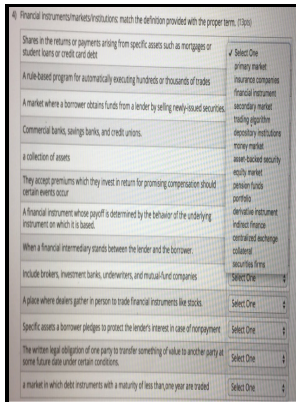 4) Financial instruments/markets/institutions: match the definition provided with the proper term. (13pts)
Shares in the returns or payments arising from specific assets such as mortgages or
student loans or credit card debt
✓ Select One
primary market
insurance companies
financial instrument
secondary market
trading algorithm
depository institutions
money market
asset-backed security
equity market
pension funds
portfolio
derivative instrument
indirect finance
centralized exchange
collateral
securities firms
A rule-based program for automatically executing hundreds or thousands of trades
A market where a borrower obtains funds from a lender by selling newly-issued securities.
Commercial banks, savings banks, and credit unions.
a collection of assets
They accept premiums which they invest in return for promising compensation should
certain events occur
A financial instrument whose payoff is determined by the behavior of the underlying
instrument on which it is based.
When a financial intermediary stands between the lender and the borrower.
Include brokers, investment banks, underwriters, and mutual-fund companies
Select One
A place where dealers gather in person to trade financial instruments like stocks.
Select One
Specific assets a borrower pledges to protect the lender's interest in case of nonpayment
Select One
The written legal obligation of one party to transfer something of value to another party at
some future date under certain conditions.
Select One
a market in which debt instruments with a maturity of less than,one year are traded
Select One